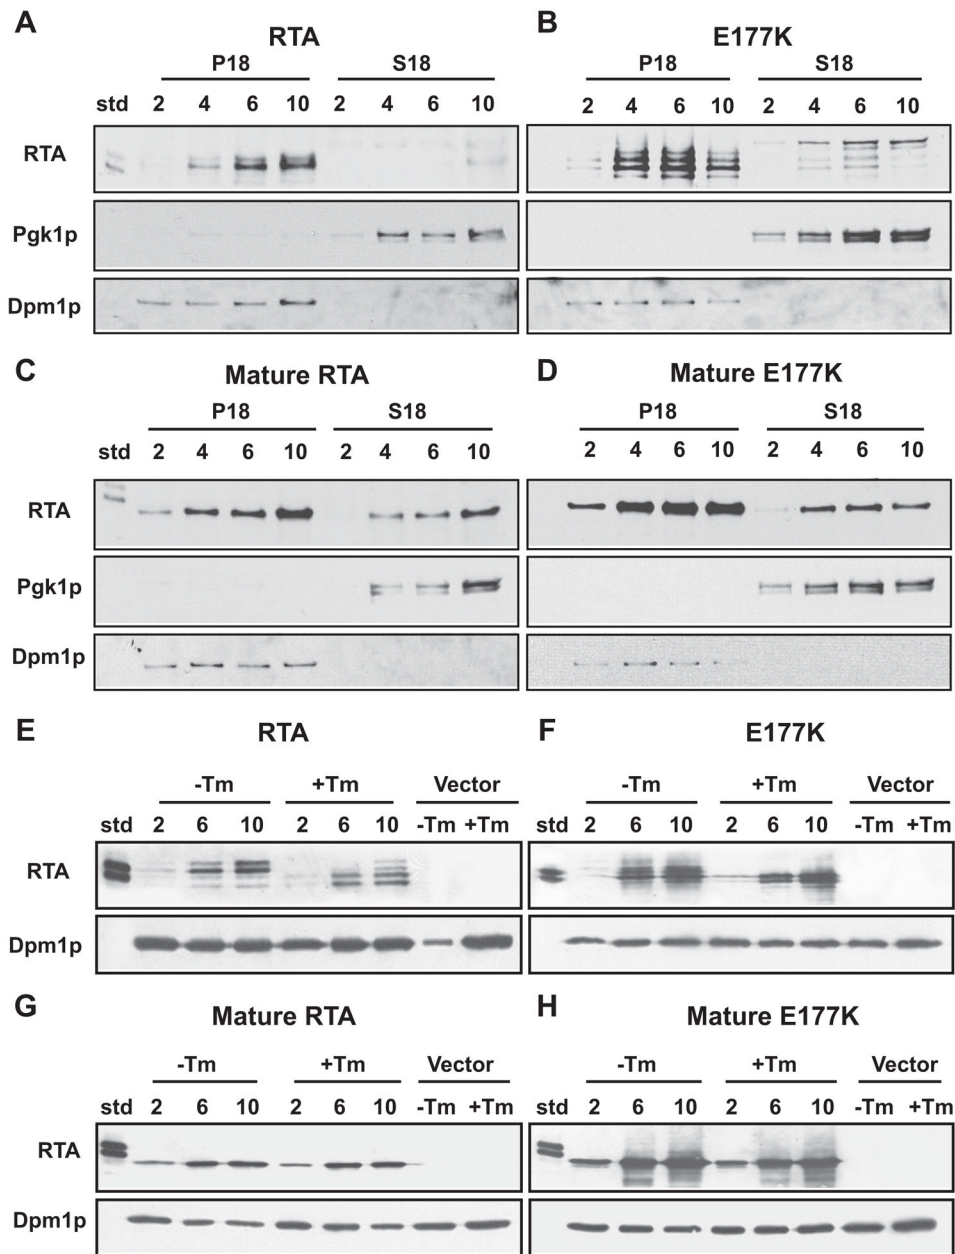 A
RTA
P18 S18
std 2 4 6 10 2 4 6 10
RTA
Pgk1p
Dpm1p
B
E177K
P18 S18
2 4 6 10 2 4 6 10
C
Mature RTA
P18 S18
std 2 4 6 10 2 4 6 10
RTA
Pgk1p
Dpm1p
D
Mature E177K
P18 S18
2 4 6 10 2 4 6 10
E
RTA
-Tm +Tm Vector
std 2 6 10 2 6 10 -Tm +Tm
RTA
Dpm1p
F
E177K
-Tm +Tm Vector
std 2 6 10 2 6 10 -Tm +Tm
G
Mature RTA
-Tm +Tm Vector
std 2 6 10 2 6 10 -Tm +Tm
RTA
Dpm1p
H
Mature E177K
-Tm +Tm Vector
std 2 6 10 2 6 10 -Tm +Tm